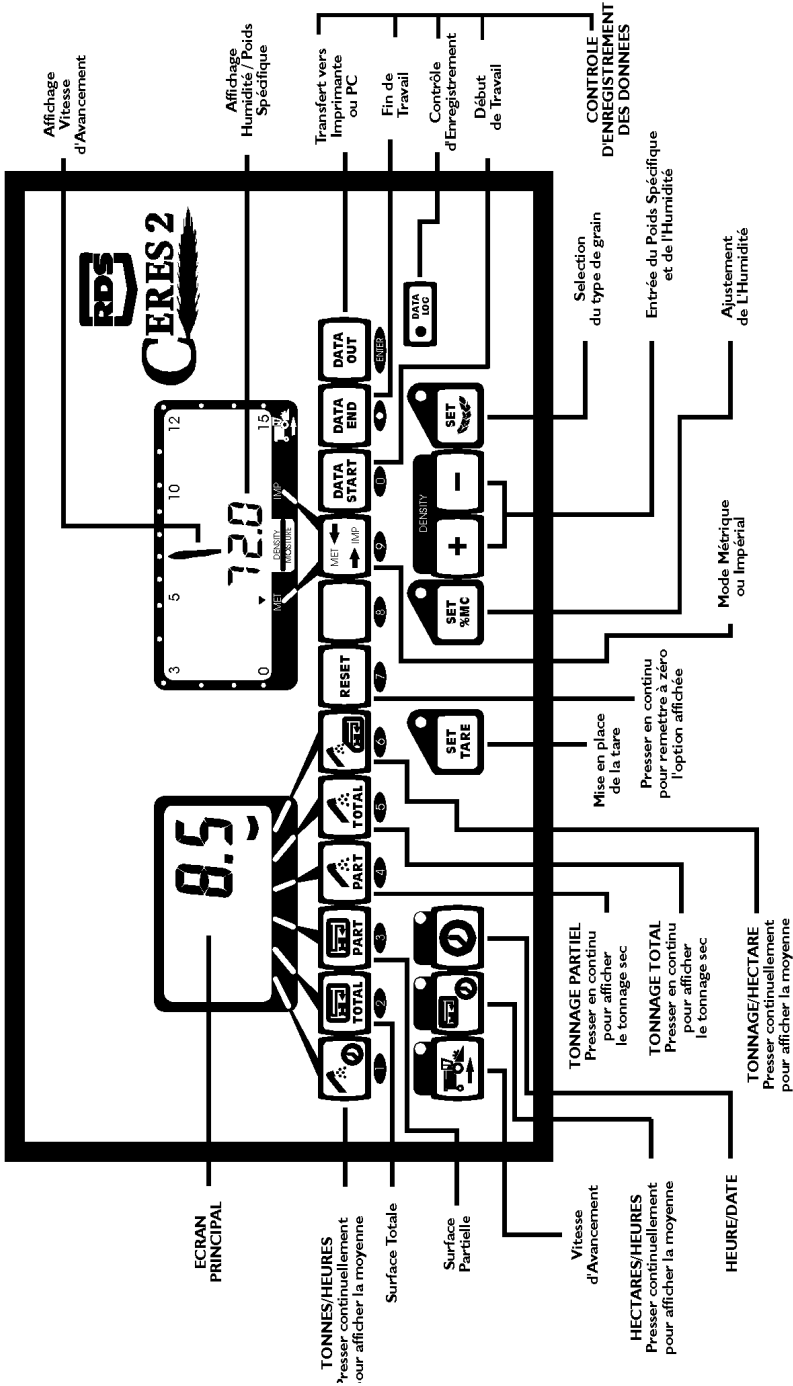 Affichage
Vitesse
d'Avancement
Affichage
Humidité / Poids
Spécifique
Transfert vers
Imprimante
ou PC
Fin de
Travail
Contrôle
d'Enregistrement
Début
de Travail
CONTROLE
D'ENREGISTREMENT
DES DONNEES
RDS
CERES 2
8.5
3 5 10 12
72.0
0 15
MET DENSITY IMP
MOISTURE
TOTAL
PART
PART
TOTAL
RESET
MET
IMP
DATA
START
DATA
END
DATA
OUT
1 2 3 4 5 6 7 8 9 0 ENTER
DATA
LOG
SET
TARE
SET
%MC
DENSITY
+ -
SET
Selection
du type de grain
Entrée du Poids Spécifique
et de l'Humidité
Ajustement
de L'Humidité
Mode Métrique
ou Impérial
Presser en continu
pour remettre à zéro
l'option affichée
Mise en place
de la tare
ECRAN
PRINCIPAL
TONNES/HEURES
Presser continuellement
pour afficher la moyenne
Surface Totale
Surface
Partielle
Vitesse
d'Avancement
HECTARES/HEURES
Presser continuellement
pour afficher la moyenne
HEURE/DATE
TONNAGE PARTIEL
Presser en continu
pour afficher
le tonnage sec
TONNAGE TOTAL
Presser en continu
pour afficher
le tonnage sec
TONNAGE/HECTARE
Presser continuellement
pour afficher la moyenne